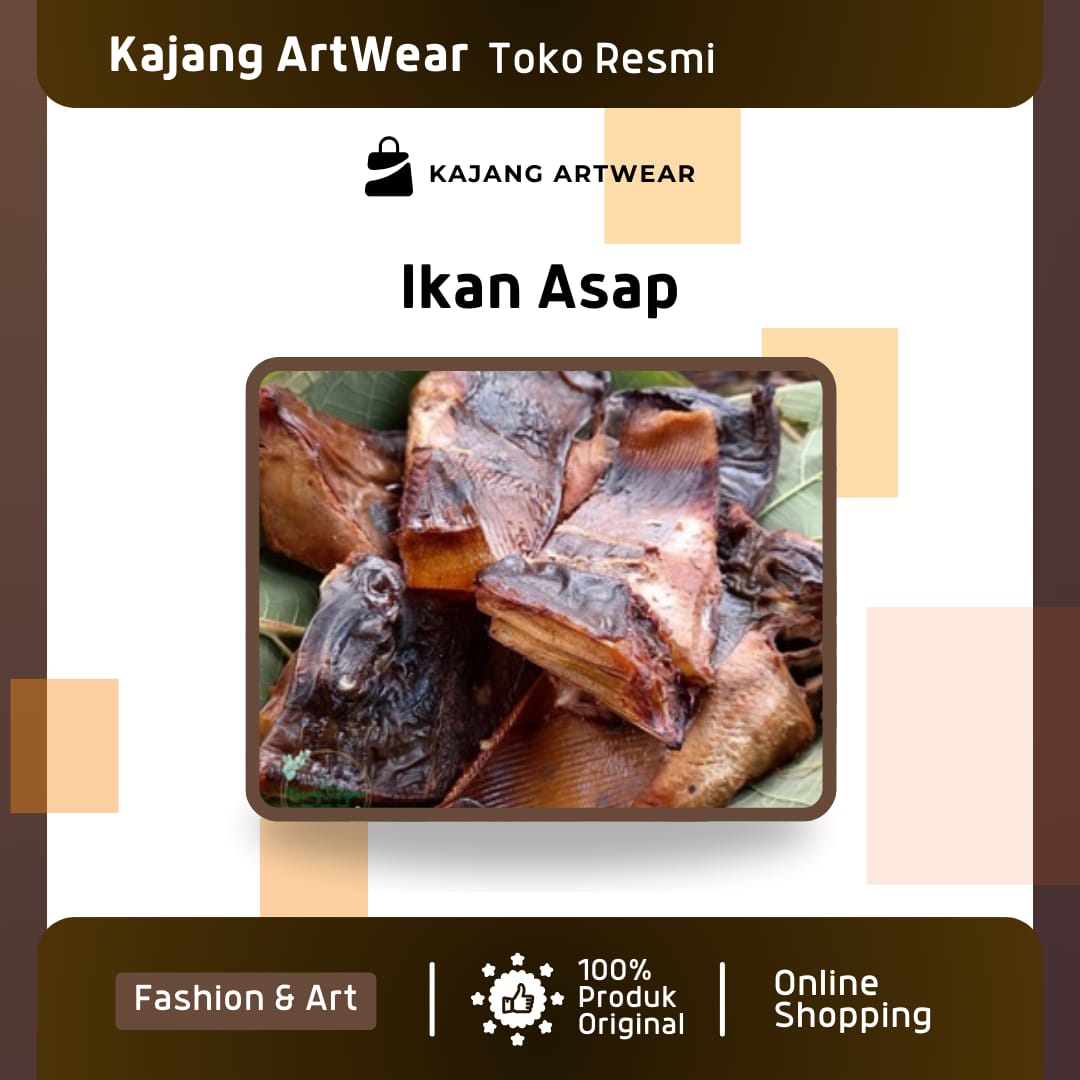 Kajang ArtWear Toko Resmi
KAJANG ARTWEAR
Ikan Asap
Fashion & Art
100%
Produk
Original
Online
Shopping